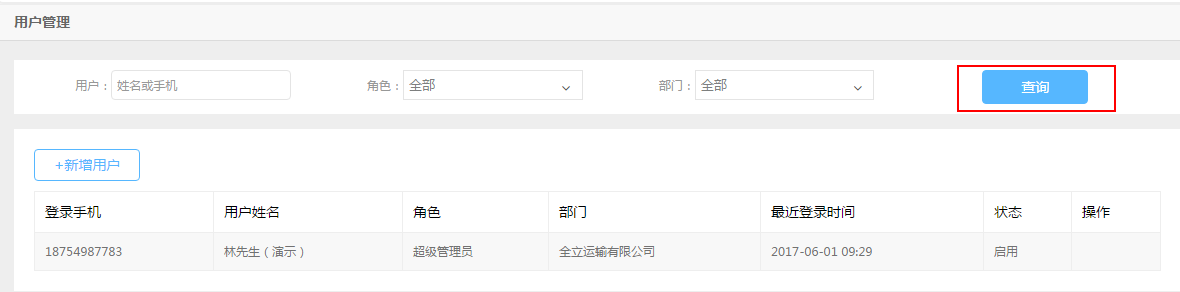 用户管理
用户： 姓名或手机 角色： 全部 部门： 全部 查询
+新增用户
登录手机 用户姓名 角色 部门 最近登录时间 状态 操作
18754987783 林先生（演示） 超级管理员 全立运输有限公司 2017-06-01 09:29 启用